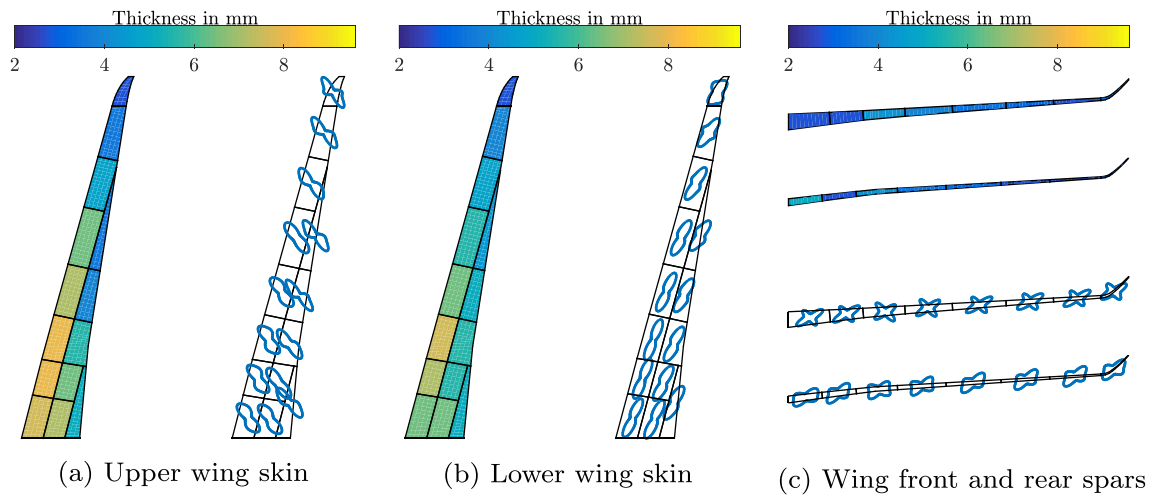 Thickness in mm
2 4 6 8
(a) Upper wing skin
Thickness in mm
2 4 6 8
(b) Lower wing skin
Thickness in mm
2 4 6 8
(c) Wing front and rear spars